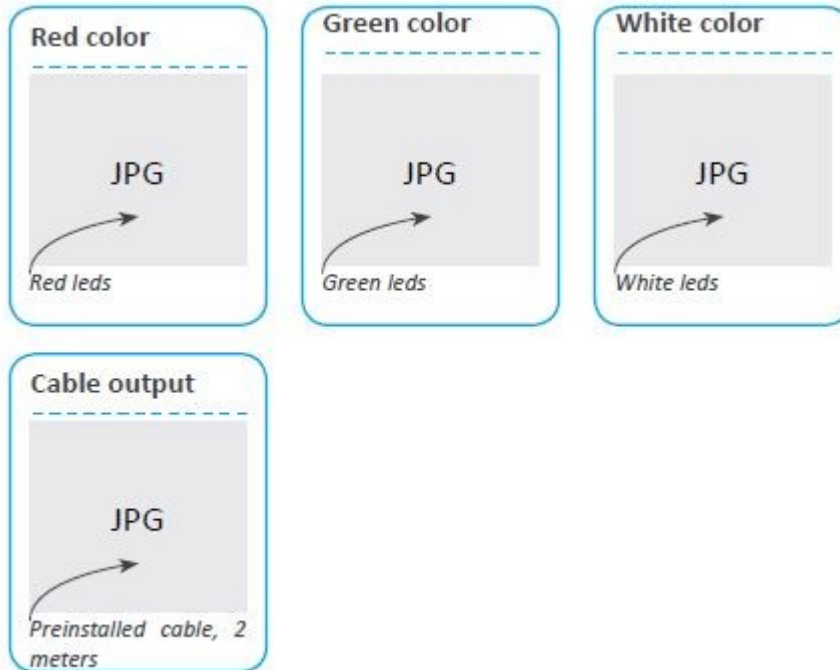 Red color
JPG
Red leds
Green color
JPG
Green leds
White color
JPG
White leds
Cable output
JPG
Preinstalled cable, 2
meters